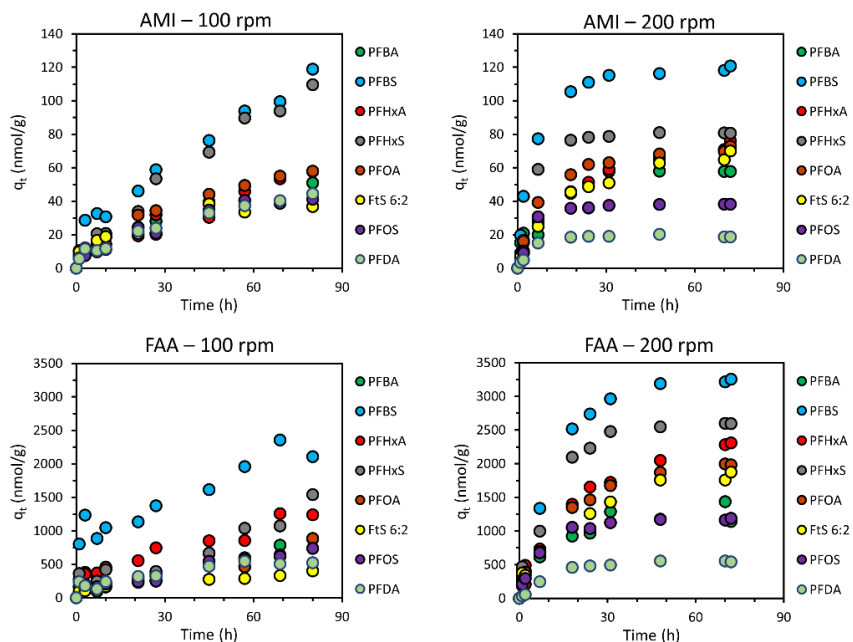 AMI – 100 rpm
140
120
100
80
60
40
20
0
qt (nmol/g)
0 30 60 90
Time (h)
PFBA
PFBS
PFHxA
PFHxS
PFOA
FtS 6:2
PFOS
PFDA
AMI – 200 rpm
140
120
100
80
60
40
20
0
qt (nmol/g)
0 30 60 90
Time (h)
PFBA
PFBS
PFHxA
PFHxS
PFOA
FtS 6:2
PFOS
PFDA
FAA – 100 rpm
3500
3000
2500
2000
1500
1000
500
0
qt (nmol/g)
0 30 60 90
Time (h)
PFBA
PFBS
PFHxA
PFHxS
PFOA
FtS 6:2
PFOS
PFDA
FAA – 200 rpm
3500
3000
2500
2000
1500
1000
500
0
qt (nmol/g)
0 30 60 90
Time (h)
PFBA
PFBS
PFHxA
PFHxS
PFOA
FtS 6:2
PFOS
PFDA